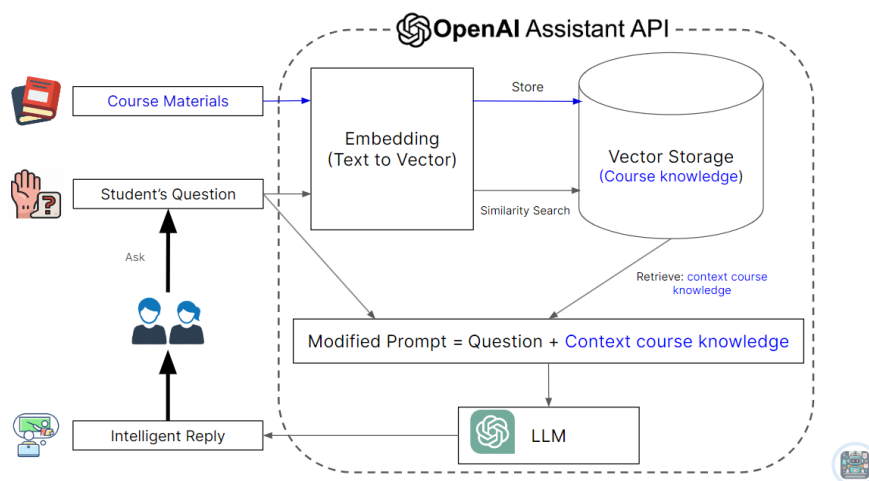 OpenAI Assistant API
Course Materials
Store
Embedding
(Text to Vector)
Vector Storage
(Course knowledge)
Student's Question
Similarity Search
Ask
Retrieve: context course
knowledge
Modified Prompt = Question + Context course knowledge
Intelligent Reply
LLM
?